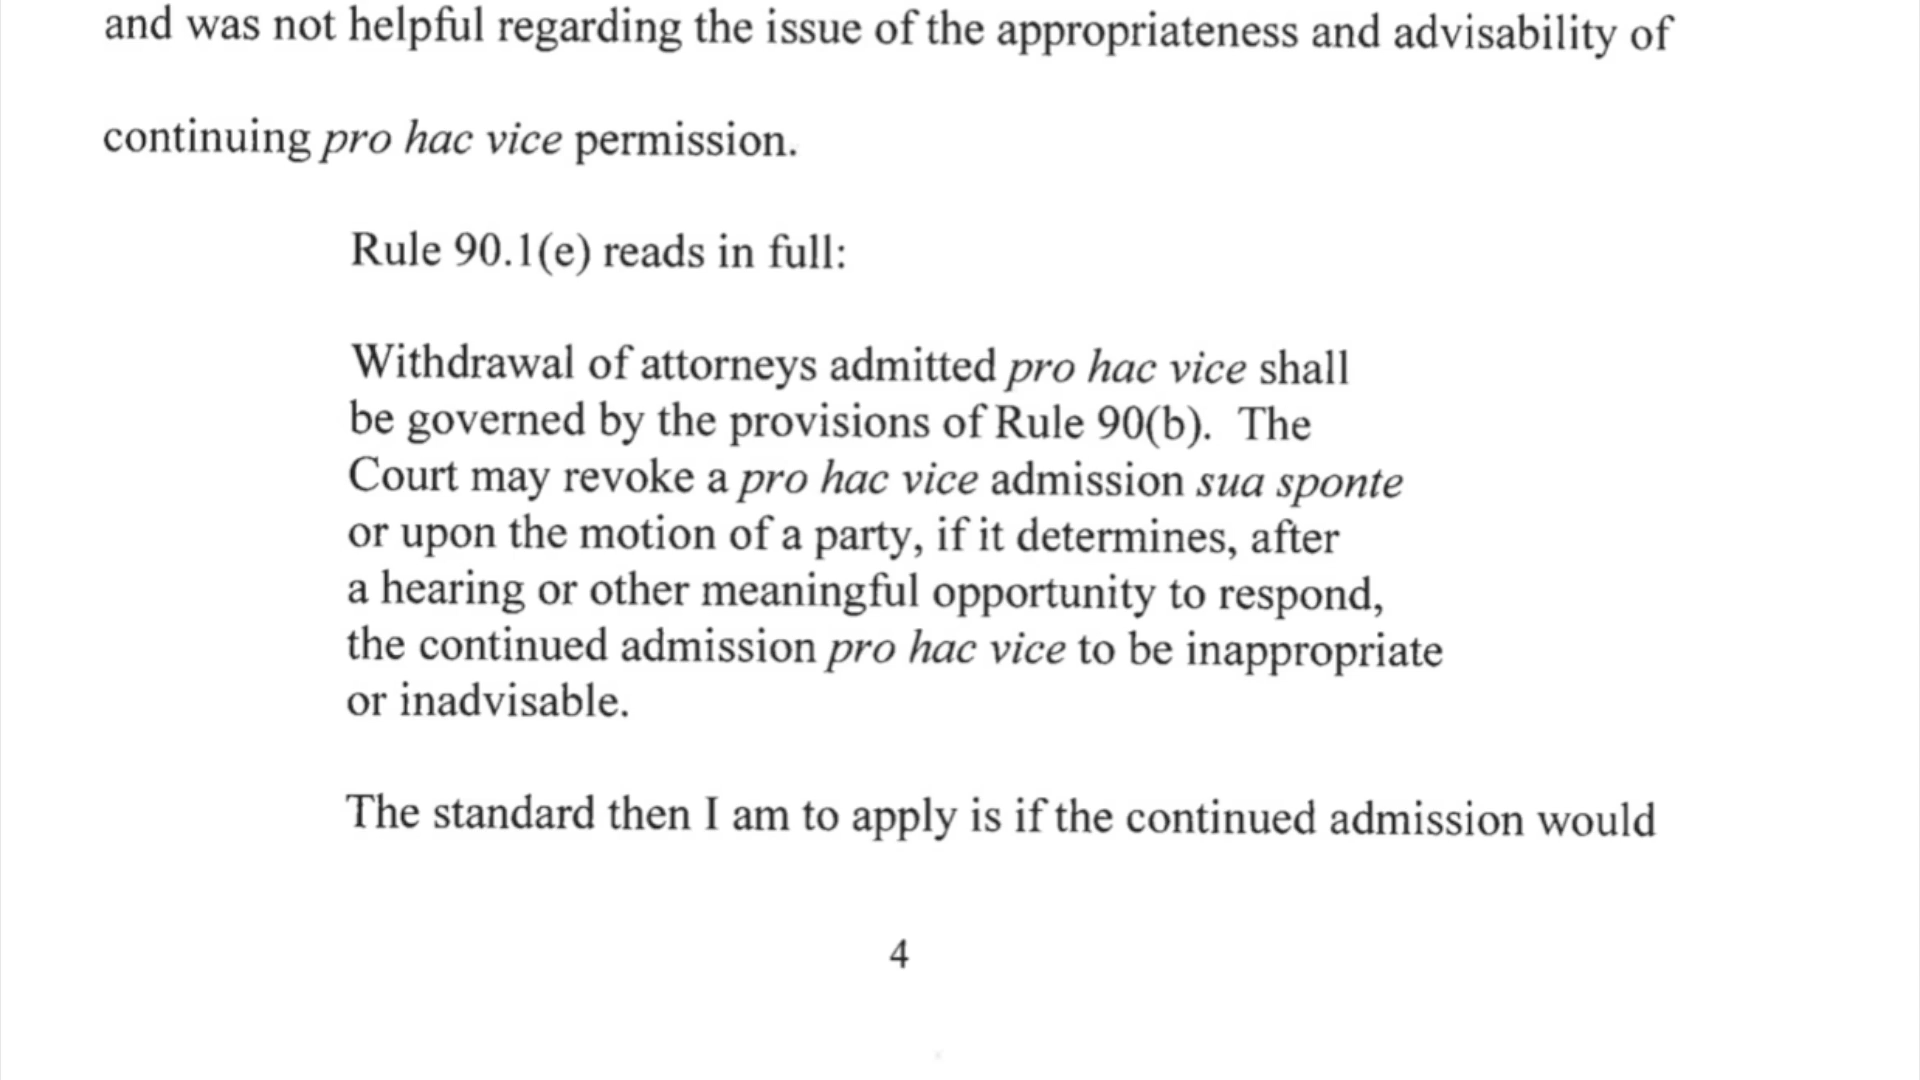 and was not helpful regarding the issue of the appropriateness and advisability of
continuing pro hac vice permission.
Rule 90.1(e) reads in full:
Withdrawal of attorneys admitted pro hac vice shall
be governed by the provisions of Rule 90(b). The
Court may revoke a pro hac vice admission sua sponte
or upon the motion of a party, if it determines, after
a hearing or other meaningful opportunity to respond,
the continued admission pro hac vice to be inappropriate
or inadvisable.
The standard then I am to apply is if the continued admission would
4